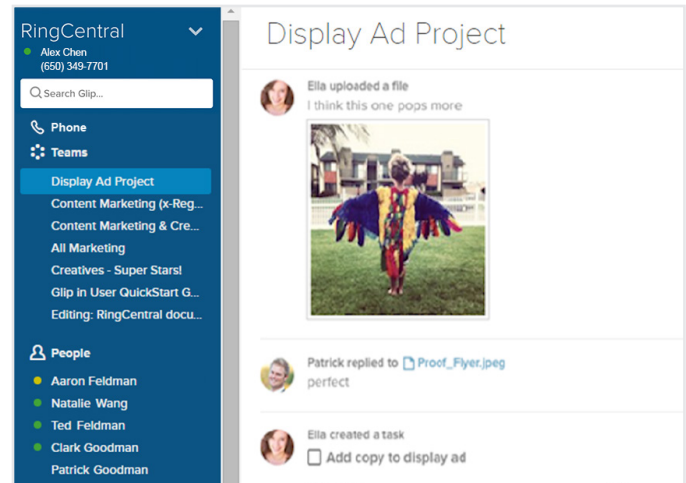 RingCentral
Alex Chen
(650) 349-7701
Search Glip...
Phone
Teams
Display Ad Project
Content Marketing (x-Reg...
Content Marketing & Cre...
All Marketing
Creatives - Super Stars!
Glip in User QuickStart G...
Editing: RingCentral docu...
People
Aaron Feldman
Natalie Wang
Ted Feldman
Clark Goodman
Patrick Goodman
Display Ad Project
Ella uploaded a file
I think this one pops more
Patrick replied to Proof_Flyer.jpeg
perfect
Ella created a task
Add copy to display ad